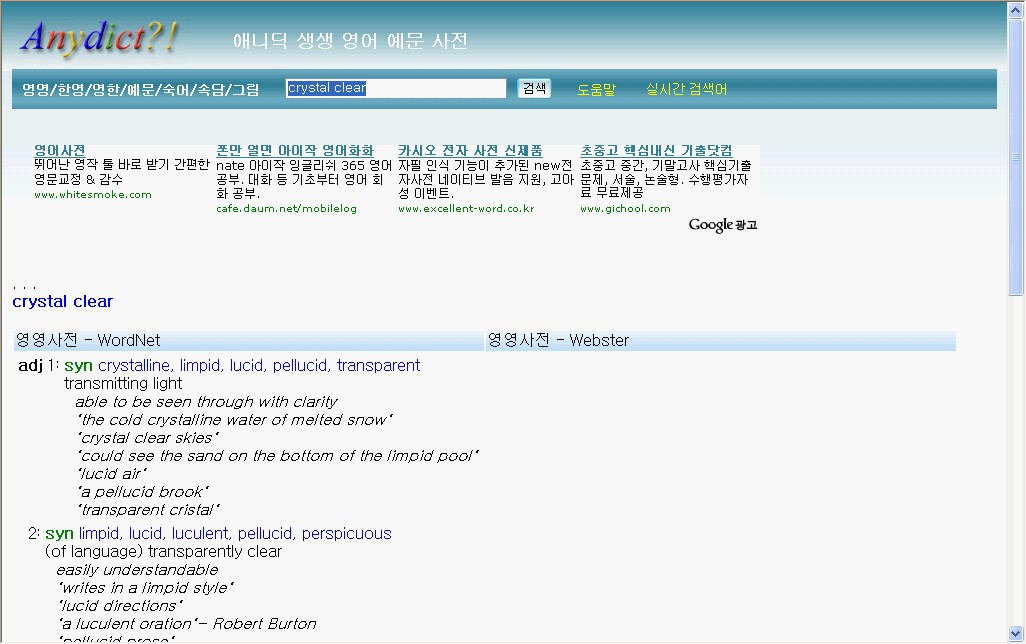 Anydict?!
애니딕 생생 영어 예문 사전
영영/한영/영한/예문/숙어/속담/그림
crystal clear
검색
도움말
실시간 검색어
영어사전
뛰어난 영작 툴 바로 받기 간편한
영문교정 & 감수
www.whitesmoke.com
폰만 열면 마이작 영어회화
nate 아이작 잉글리쉬 365 영어
공부. 대화 등 기초부터 영어 회
화 공부.
cafe.daum.net/mobilelog
카시오 전자 사전 신제품
자필 인식 기능이 추가된 new전
자사전 네이티브 발음 지원, 고마
성 이벤트.
www.excellent-word.co.kr
초중고 핵심내신 기출닷컴
초중고 중간, 기말고사 핵심기출
문제, 서술, 논술형. 수행평가자
료 무료제공
www.gichool.com
Google 광고
. . .
crystal clear
영영사전 - WordNet
영영사전 - Webster
adj 1: syn crystalline, limpid, lucid, pellucid, transparent
transmitting light
able to be seen through with clarity
‘the cold crystalline water of melted snow‘
‘crystal clear skies‘
‘could see the sand on the bottom of the limpid pool‘
‘lucid air‘
‘a pellucid brook‘
‘transparent cristal‘
2: syn limpid, lucid, luculent, pellucid, perspicuous
(of language) transparently clear
easily understandable
‘writes in a limpid style‘
‘lucid directions‘
‘a luculent oration‘- Robert Burton
‘pellucid prose‘